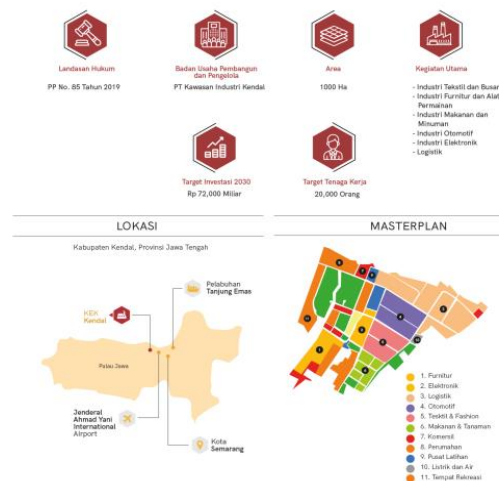 Landasan Hukum
PP No. 85 Tahun 2019
Badan Usaha Pembangun
dan Pengelola
PT Kawasan Industri Kendal
Area
1000 Ha
Kegiatan Utama
- Industri Tekstil dan Busan
- Industri Furnitur dan Alat
Permainan
- Industri Makanan dan
Minuman
- Industri Otomotif
- Industri Elektronik
- Logistik
Target Investasi 2030
Rp 72,000 Miliar
Target Tenaga Kerja
20,000 Orang
LOKASI
Kabupaten Kendal, Provinsi Jawa Tengah
Pelabuhan
Tanjung Emas
KEK
Kendal
Pulau Jawa
Jenderal
Ahmad Yani
International
Airport
Kota
Semarang
MASTERPLAN
1. Furnitur
2. Elektronik
3. Logistik
4. Otomotif
5. Tesktil & Fashion
6. Makanan & Tanaman
7. Komersil
8. Perumahan
9. Pusat Latihan
10. Listrik dan Air
11. Tempat Rekreasi